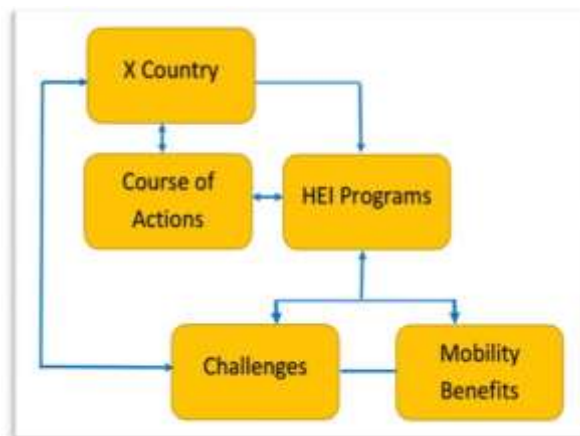 X Country
Course of
Actions
HEI Programs
Challenges
Mobility
Benefits